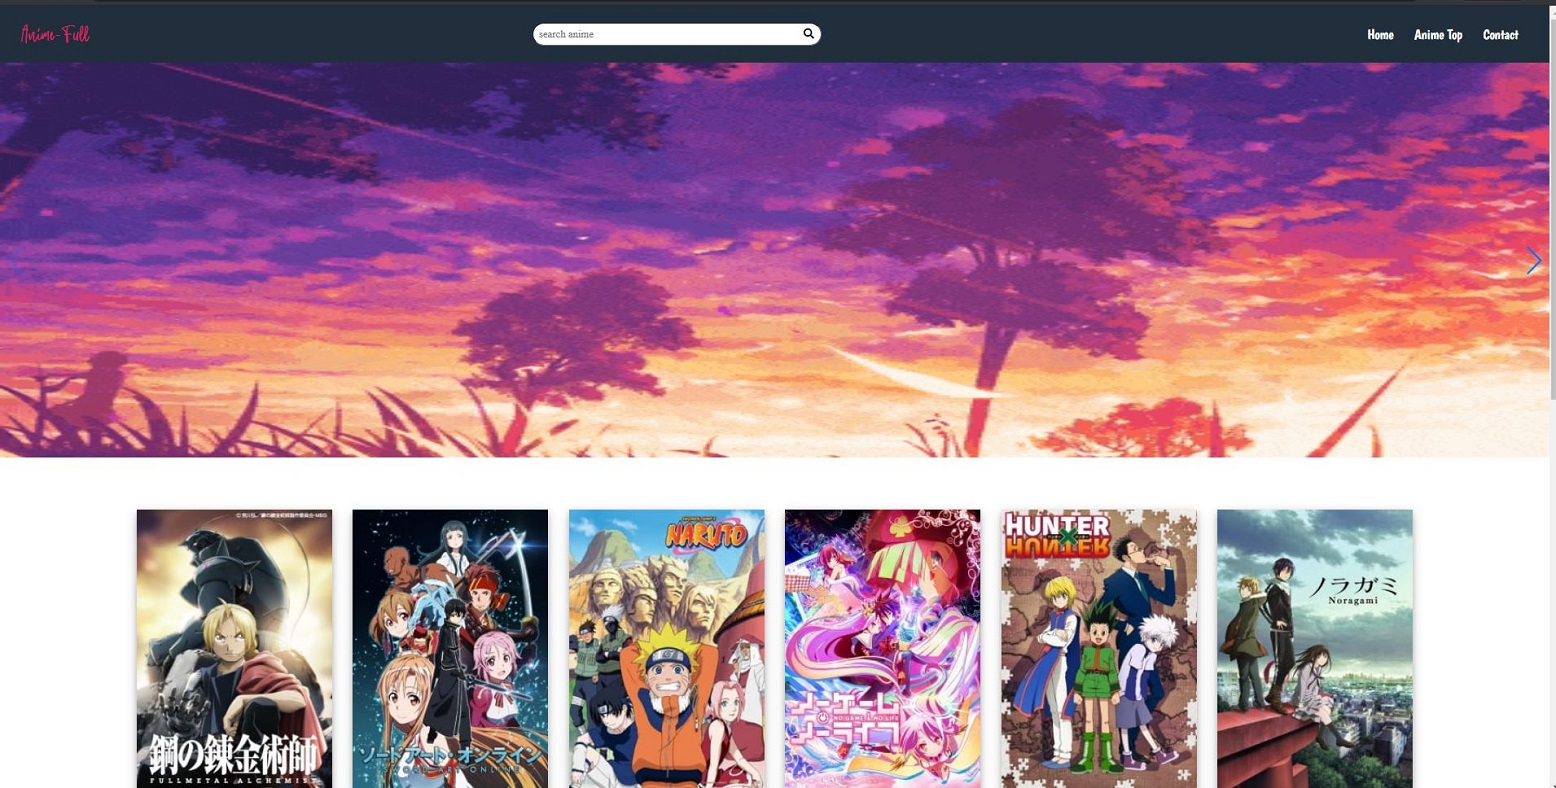 Anime-Full
search anime
Home
Anime Top
Contact
鋼の錬金術師
FULLMETAL ALCHEMIST
ソードアート・オンライン
SWORD ART ONLINE
NARUTO
ノーゲーム
NO GAME & NO LIFE
ノーライフ
HUNTER
HUNTER
ノラガミ
Noragami